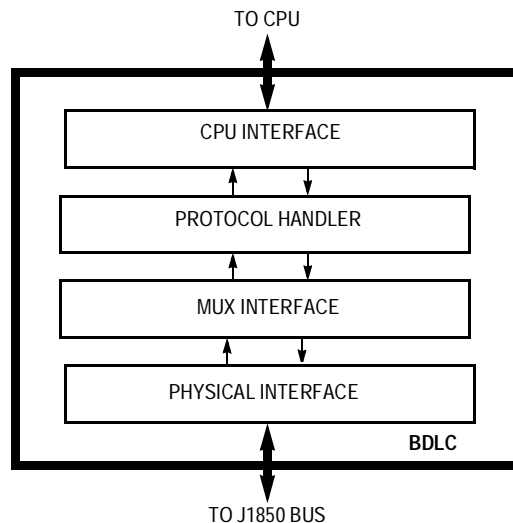 TO CPU
CPU INTERFACE
PROTOCOL HANDLER
MUX INTERFACE
PHYSICAL INTERFACE
BDLC
TO J1850 BUS